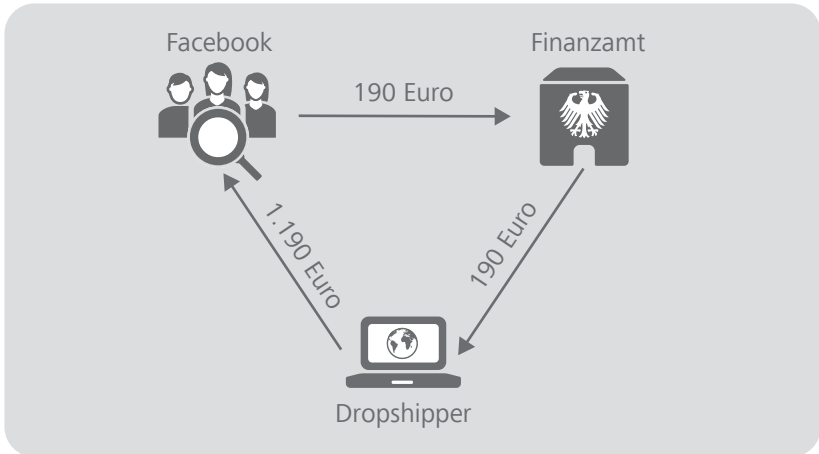 Facebook
Finanzamt
190 Euro
1.190 Euro
190 Euro
Dropshipper